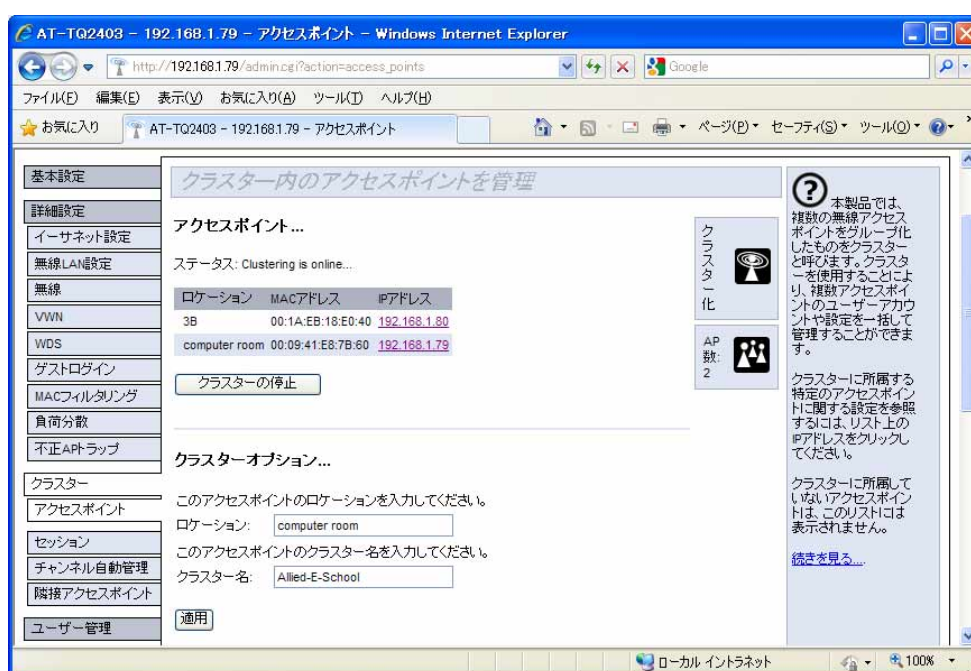 AT-TQ2403 - 192.168.1.79 - アクセスポイント - Windows Internet Explorer
http://192.168.1.79/admin.cgi?action=access_points
Google
ファイル(F) 編集(E) 表示(V) お気に入り(A) ツール(T) ヘルプ(H)
お気に入り
AT-TQ2403 - 192.168.1.79 - アクセスポイント
ページ(P)
セーフティ(S)
ツール(O)
基本設定
詳細設定
イーサネット設定
無線LAN設定
無線
VWN
WDS
ゲストログイン
MACフィルタリング
負荷分散
不正APトラップ
クラスター
アクセスポイント
セッション
チャンネル自動管理
隣接アクセスポイント
ユーザー管理
クラスター内のアクセスポイントを管理
アクセスポイント...
ステータス: Clustering is online...
ロケーション MACアドレス IPアドレス
3B 00:1A:EB:18:E0:40 192.168.1.80
computer room 00:09:41:E8:7B:60 192.168.1.79
クラスターの停止
クラスターオプション...
このアクセスポイントのロケーションを入力してください。
ロケーション: computer room
このアクセスポイントのクラスター名を入力してください。
クラスター名: Allied-E-School
適用
クラスター化
AP
数:
2
本製品では、
複数の無線アクセス
ポイントをグループ化
したものをクラスター
と呼びます。クラスタ
ーを使用することによ
り、複数アクセスポイ
ントのユーザーアカウ
ントや設定を一括して
管理することができま
す。
クラスターに所属する
特定のアクセスポイン
トに関する設定を参照
するには、リスト上の
IPアドレスをクリックし
てください。
クラスターに所属して
いないアクセスポイン
トは、このリストには
表示されません。
続きを見る....
ローカル イントラネット
100%